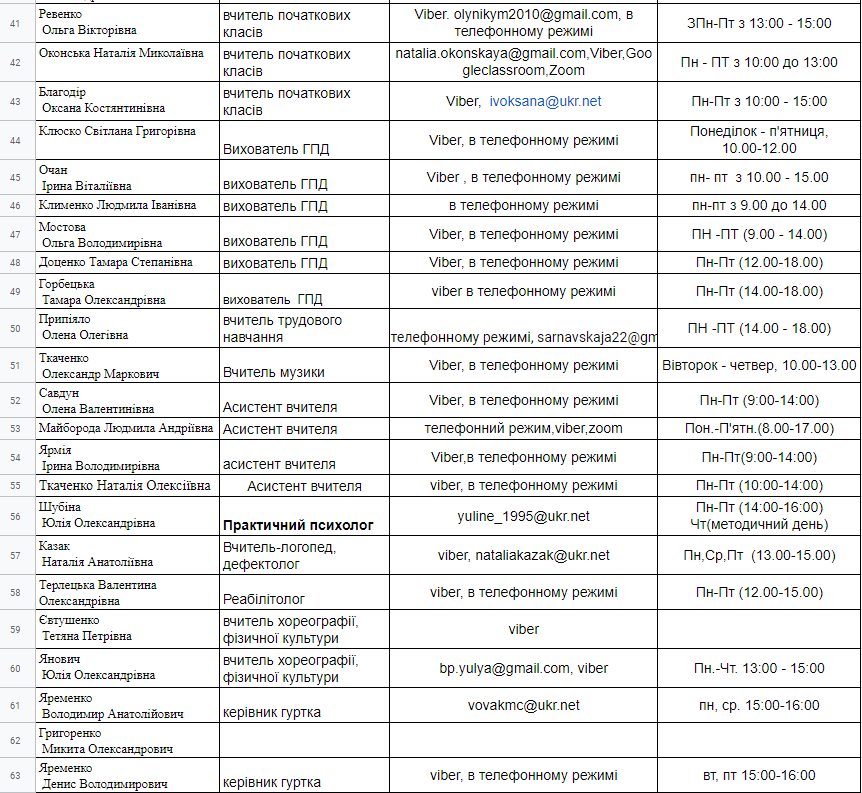 41
Ревенко
Ольга Вікторівна
вчитель початкових
класів
Viber. olynikym2010@gmail.com, в
телефонному режимі
ЗПн-Пт з 13:00 - 15:00
42
Оконська Наталія Миколаївна
вчитель початкових
класів
natalia.okonskaya@gmail.com,Viber,Goo
gleclassroom,Zoom
Пн - ПТ з 10:00 до 13:00
43
Благодір
Оксана Костянтинівна
вчитель початкових
класів
Viber, ivoksana@ukr.net
Пн-Пт з 10:00 - 15:00
44
Клюско Світлана Григорівна
Вихователь ГПД
Viber, в телефонному режимі
Понеділок - п'ятниця,
10.00-12.00
45
Очан
Ірина Віталіївна
вихователь ГПД
Viber , в телефонному режимі
пн- пт з 10.00 - 15.00
46
Клименко Людмила Іванівна
вихователь ГПД
в телефонному режимі
пн-пт з 9.00 до 14.00
47
Мостова
Ольга Володимирівна
вихователь ГПД
Viber, в телефонному режимі
ПН -ПТ (9.00 - 14.00)
48
Доценко Тамара Степанівна
вихователь ГПД
Viber, в телефонному режимі
Пн-Пт (12.00-18.00)
49
Горбецька
Тамара Олександрівна
вихователь ГПД
viber в телефонному режимі
Пн-Пт (14.00-18.00)
50
Припіяло
Олена Олегівна
вчитель трудового
навчання
телефонному режимі, sarnavskaja22@gm
ПН -ПТ (14.00 - 18.00)
51
Ткаченко
Олександр Маркович
Вчитель музики
Viber, в телефонному режимі
Вівторок - четвер, 10.00-13.00
52
Савдун
Олена Валентинівна
Асистент вчителя
Viber, в телефонному режимі
Пн-Пт (9:00-14:00)
53
Майборода Людмила Андріївна
Асистент вчителя
телефонний режим,viber,zoom
Пон.-П'ятн.(8.00-17.00)
54
Ярмія
Ірина Володимирівна
асистент вчителя
Viber,в телефонному режимі
Пн-Пт(9:00-14:00)
55
Ткаченко Наталія Олексіївна
Асистент вчителя
viber, в телефонному режимі
Пн-Пт (10:00-14:00)
56
Шубіна
Юлія Олександрівна
Практичний психолог
yuline_1995@ukr.net
Пн-Пт (14:00-16:00)
Чт(методичний день)
57
Казак
Наталія Анатоліївна
Вчитель-логопед,
дефектолог
viber, nataliakazak@ukr.net
Пн,Ср,Пт (13.00-15.00)
58
Терлецька Валентина
Олександрівна
Реабілітолог
viber, в телефонному режимі
Пн-Пт (12.00-15.00)
59
Євтушенко
Тетяна Петрівна
вчитель хореографії,
фізичної культури
viber
60
Янович
Юлія Олександрівна
вчитель хореографії,
фізичної культури
bp.yulya@gmail.com, viber
Пн.-Чт. 13:00 - 15:00
61
Яременко
Володимир Анатолійович
керівник гуртка
vovakmc@ukr.net
пн, ср. 15:00-16:00
62
Григоренко
Микита Олександрович
63
Яременко
Денис Володимирович
керівник гуртка
viber, в телефонному режимі
вт, пт 15:00-16:00